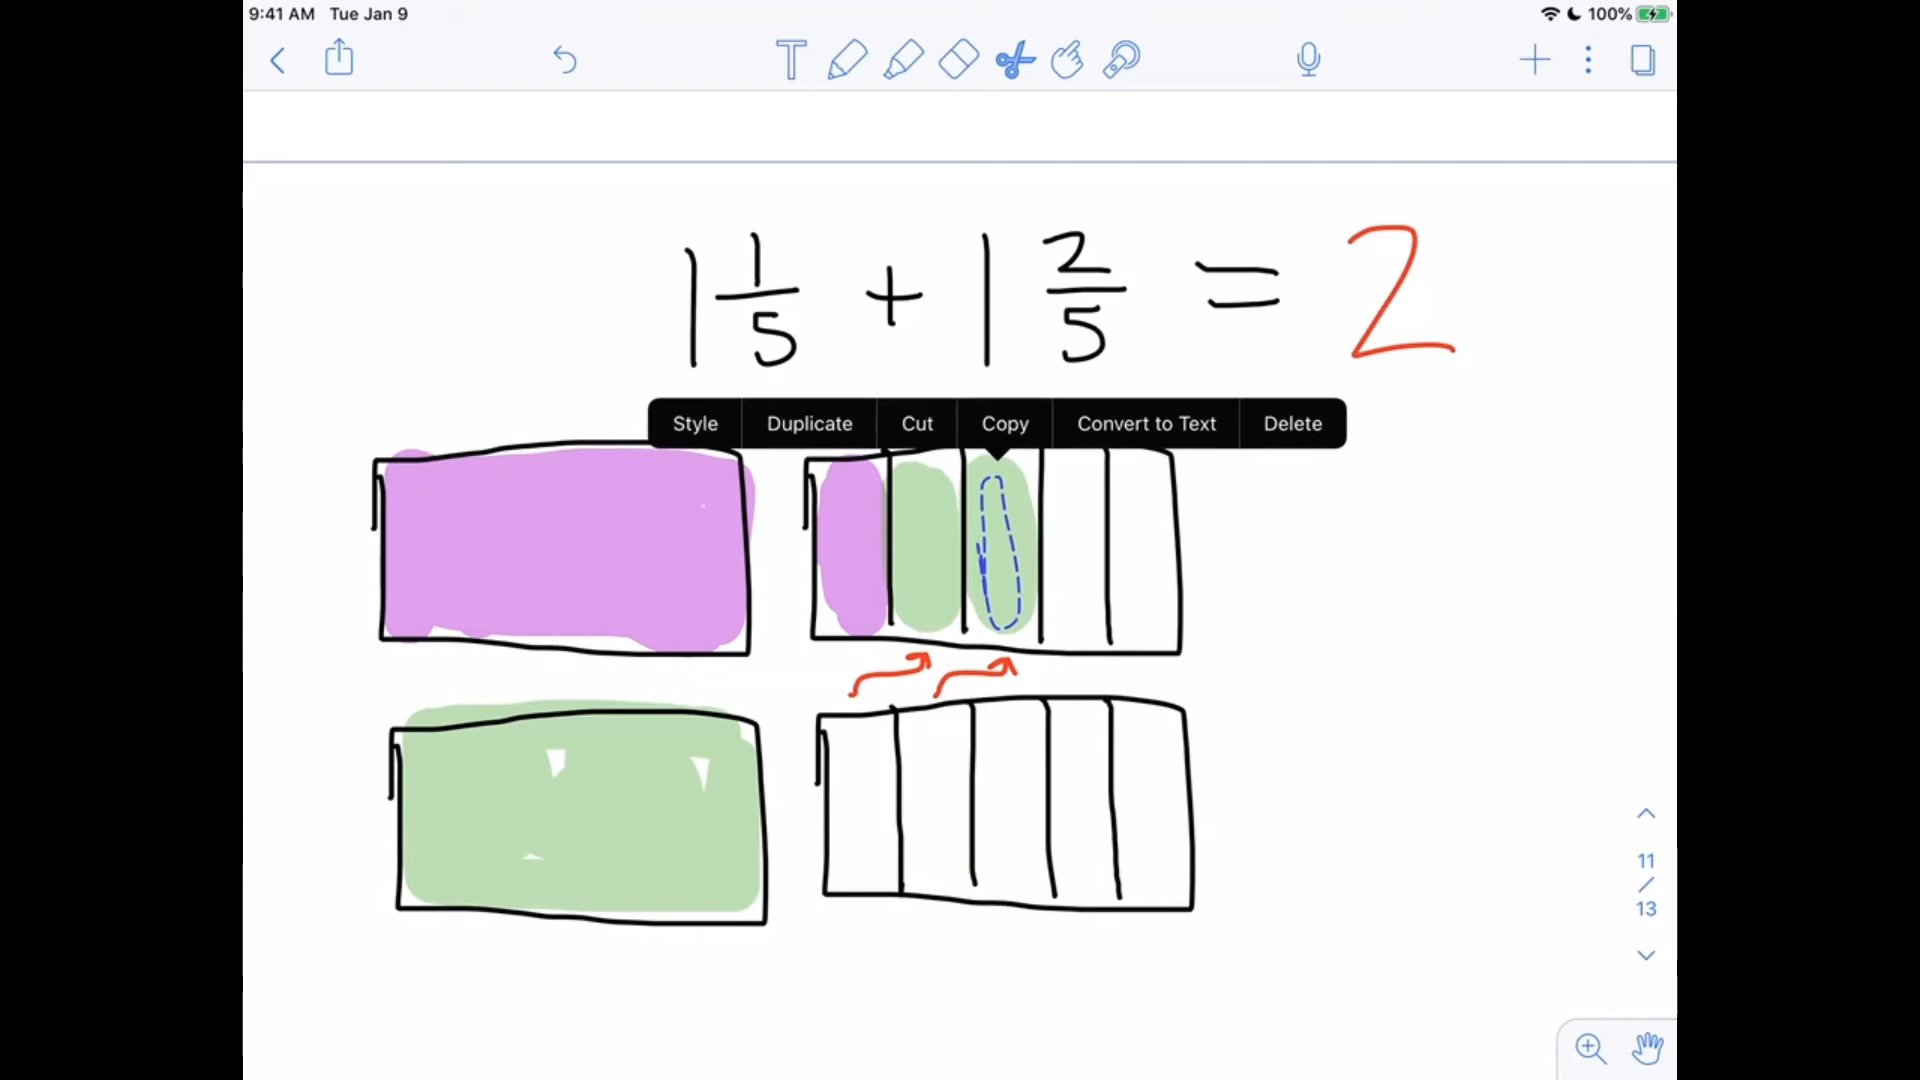 9:41 AM Tue Jan 9 100%
1 1/5 + 1 2/5 = 2
Style Duplicate Cut Copy Convert to Text Delete
11
/
13